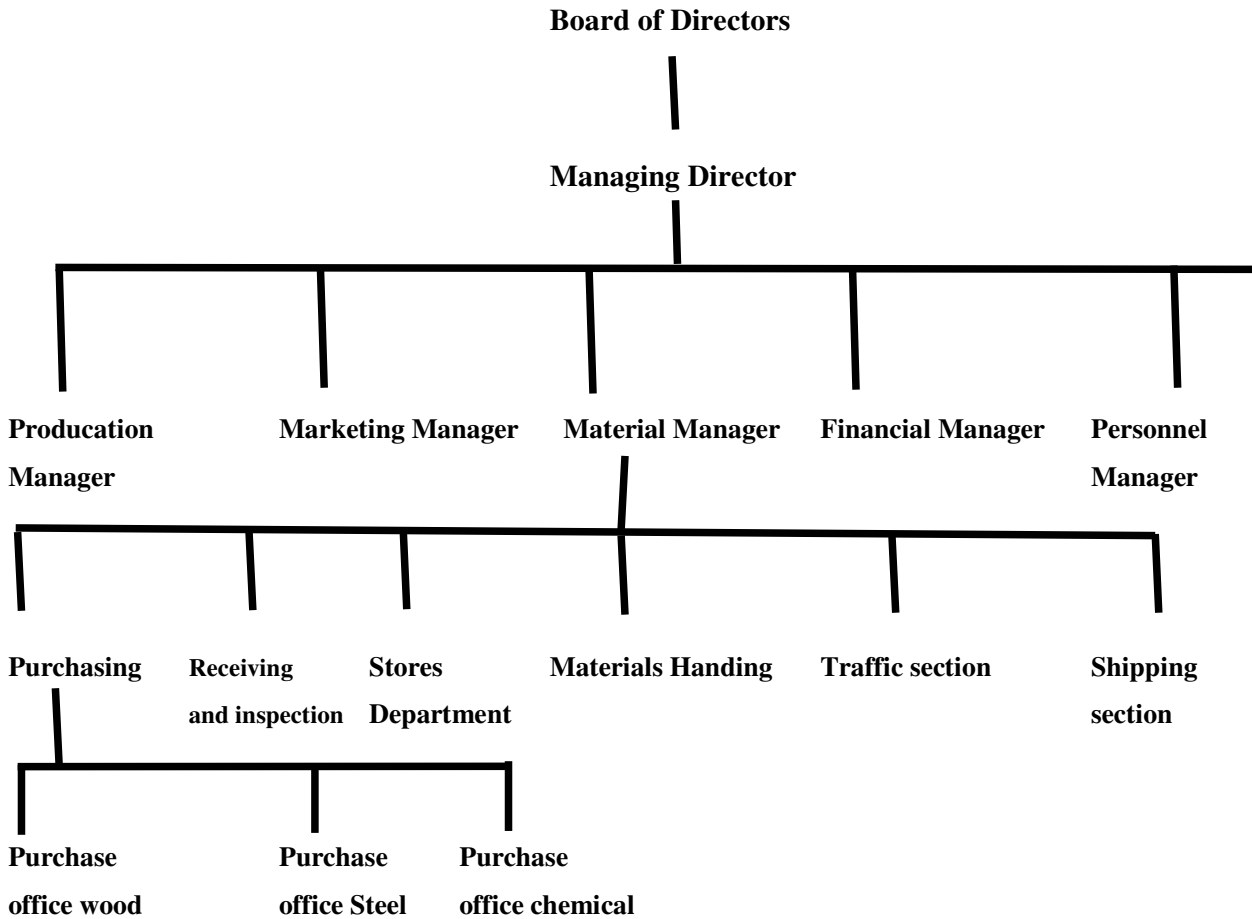 Board of Directors
Managing Director
Producation
Manager
Marketing Manager
Material Manager
Financial Manager
Personnel
Manager
Purchasing
Receiving
and inspection
Stores
Department
Materials Handing
Traffic section
Shipping
section
Purchase
office wood
Purchase
office Steel
Purchase
office chemical